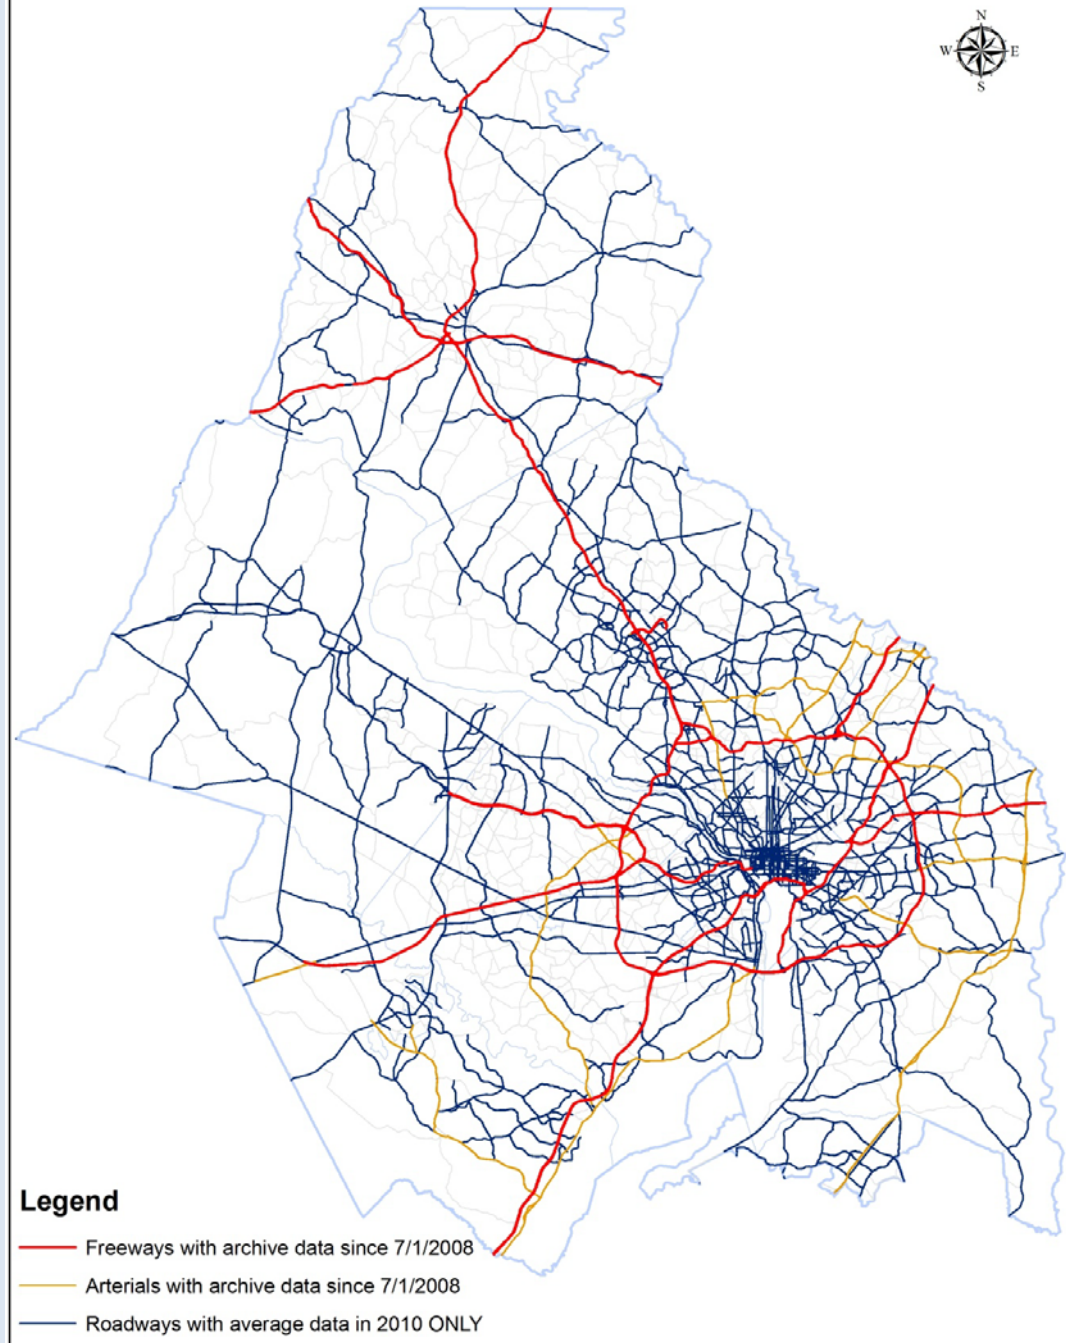 N
W E
S
Legend
Freeways with archive data since 7/1/2008
Arterials with archive data since 7/1/2008
Roadways with average data in 2010 ONLY